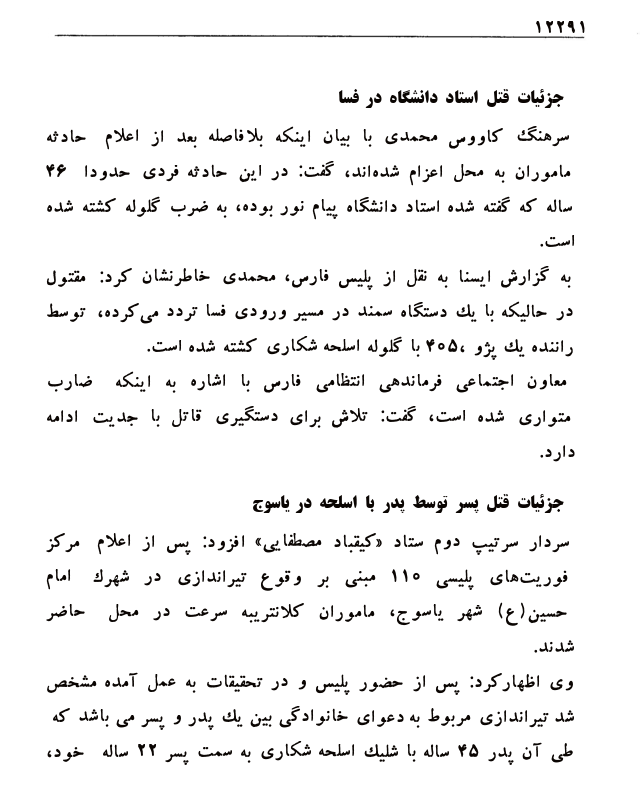 ۱۲۲۹۱
جزئیات قتل استاد دانشگاه در فسا
سرهنگ کاووس محمدی با بیان اینکه بلافاصله بعد از اعلام حادثه
ماموران به محل اعزام شده‌اند، گفت: در این حادثه فردی حدودا ۴۶
ساله که گفته شده استاد دانشگاه پیام نور بوده، به ضرب گلوله کشته شده
است.
به گزارش ایسنا به نقل از پلیس فارس، محمدی خاطرنشان کرد: مقتول
در حالیکه با یك دستگاه سمند در مسیر ورودی فسا تردد می‌کرده، توسط
راننده یك پژو ،۴۰۵ با گلوله اسلحه شکاری کشته شده است.
معاون اجتماعی فرماندهی انتظامی فارس با اشاره به اینکه ضارب
متواری شده است، گفت: تلاش برای دستگیری قاتل با جدیت ادامه
دارد.
جزئیات قتل پسر توسط پدر با اسلحه در یاسوج
سردار سرتیپ دوم ستاد «کیقباد مصطفایی» افزود: پس از اعلام مرکز
فوریت‌های پلیسی ۱۱۰ مبنی بر وقوع تیراندازی در شهرك امام
حسین(ع) شهر یاسوج، ماموران کلانتریبه سرعت در محل حاضر
شدند.
وی اظهارکرد: پس از حضور پلیس و در تحقیقات به عمل آمده مشخص
شد تیراندازی مربوط به دعوای خانوادگی بین یك پدر و پسر می باشد که
طی آن پدر ۴۵ ساله با شلیك اسلحه شکاری به سمت پسر ۲۲ ساله خود،